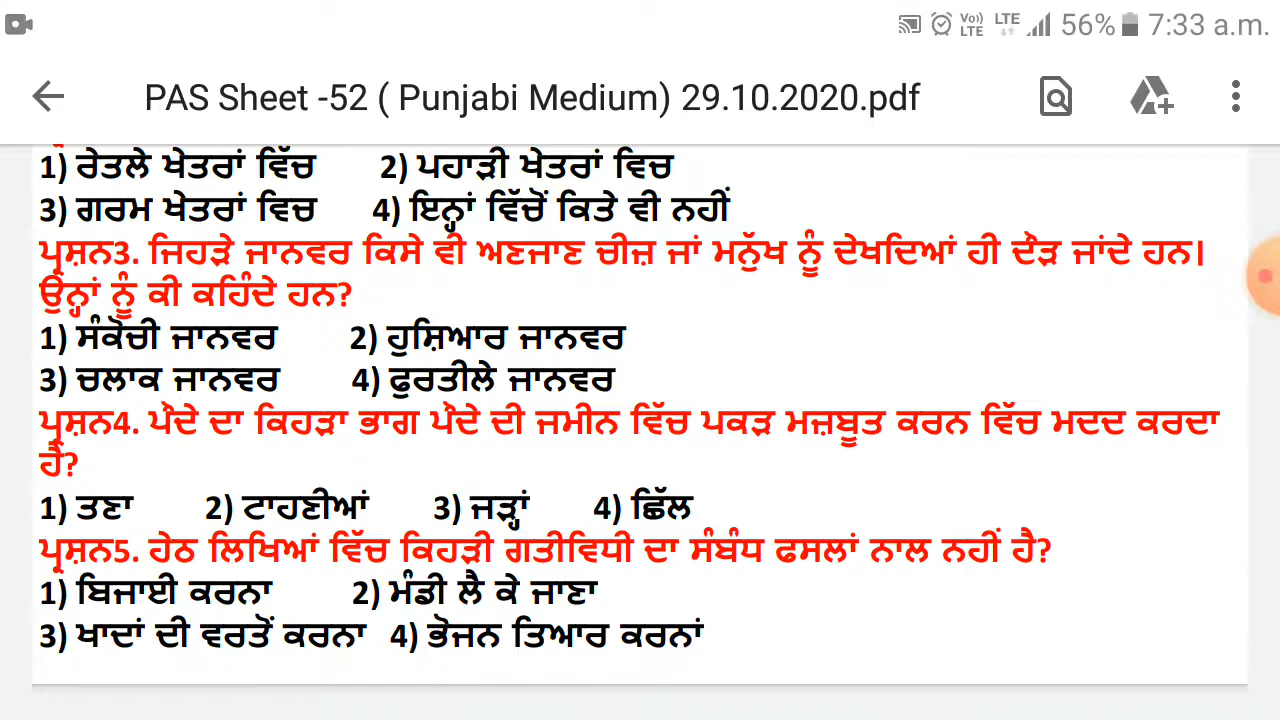 Vo)) LTE LTE 56% 7:33 a.m.
PAS Sheet -52 ( Punjabi Medium) 29.10.2020.pdf
1) ਰੇਤਲੇ ਖੇਤਰਾਂ ਵਿੱਚ 2) ਪਹਾੜੀ ਖੇਤਰਾਂ ਵਿਚ
3) ਗਰਮ ਖੇਤਰਾਂ ਵਿਚ 4) ਇਨ੍ਹਾਂ ਵਿੱਚੋਂ ਕਿਤੇ ਵੀ ਨਹੀਂ
ਪ੍ਰਸ਼ਨ3. ਜਿਹੜੇ ਜਾਨਵਰ ਕਿਸੇ ਵੀ ਅਣਜਾਣ ਚੀਜ਼ ਜਾਂ ਮਨੁੱਖ ਨੂੰ ਦੇਖਦਿਆਂ ਹੀ ਦੌੜ ਜਾਂਦੇ ਹਨ।
ਉਨ੍ਹਾਂ ਨੂੰ ਕੀ ਕਹਿੰਦੇ ਹਨ?
1) ਸੰਕੋਚੀ ਜਾਨਵਰ 2) ਹੁਸ਼ਿਆਰ ਜਾਨਵਰ
3) ਚਲਾਕ ਜਾਨਵਰ 4) ਫੁਰਤੀਲੇ ਜਾਨਵਰ
ਪ੍ਰਸ਼ਨ4. ਪੌਦੇ ਦਾ ਕਿਹੜਾ ਭਾਗ ਪੌਦੇ ਦੀ ਜਮੀਨ ਵਿੱਚ ਪਕੜ ਮਜ਼ਬੂਤ ਕਰਨ ਵਿੱਚ ਮਦਦ ਕਰਦਾ
ਹੈ?
1) ਤਣਾ 2) ਟਾਹਣੀਆਂ 3) ਜੜ੍ਹਾਂ 4) ਛਿੱਲ
ਪ੍ਰਸ਼ਨ5. ਹੇਠ ਲਿਖਿਆਂ ਵਿੱਚ ਕਿਹੜੀ ਗਤੀਵਿਧੀ ਦਾ ਸੰਬੰਧ ਫਸਲਾਂ ਨਾਲ ਨਹੀਂ ਹੈ?
1) ਬਿਜਾਈ ਕਰਨਾ 2) ਮੰਡੀ ਲੈ ਕੇ ਜਾਣਾ
3) ਖਾਦਾਂ ਦੀ ਵਰਤੋਂ ਕਰਨਾ 4) ਭੋਜਨ ਤਿਆਰ ਕਰਨਾਂ